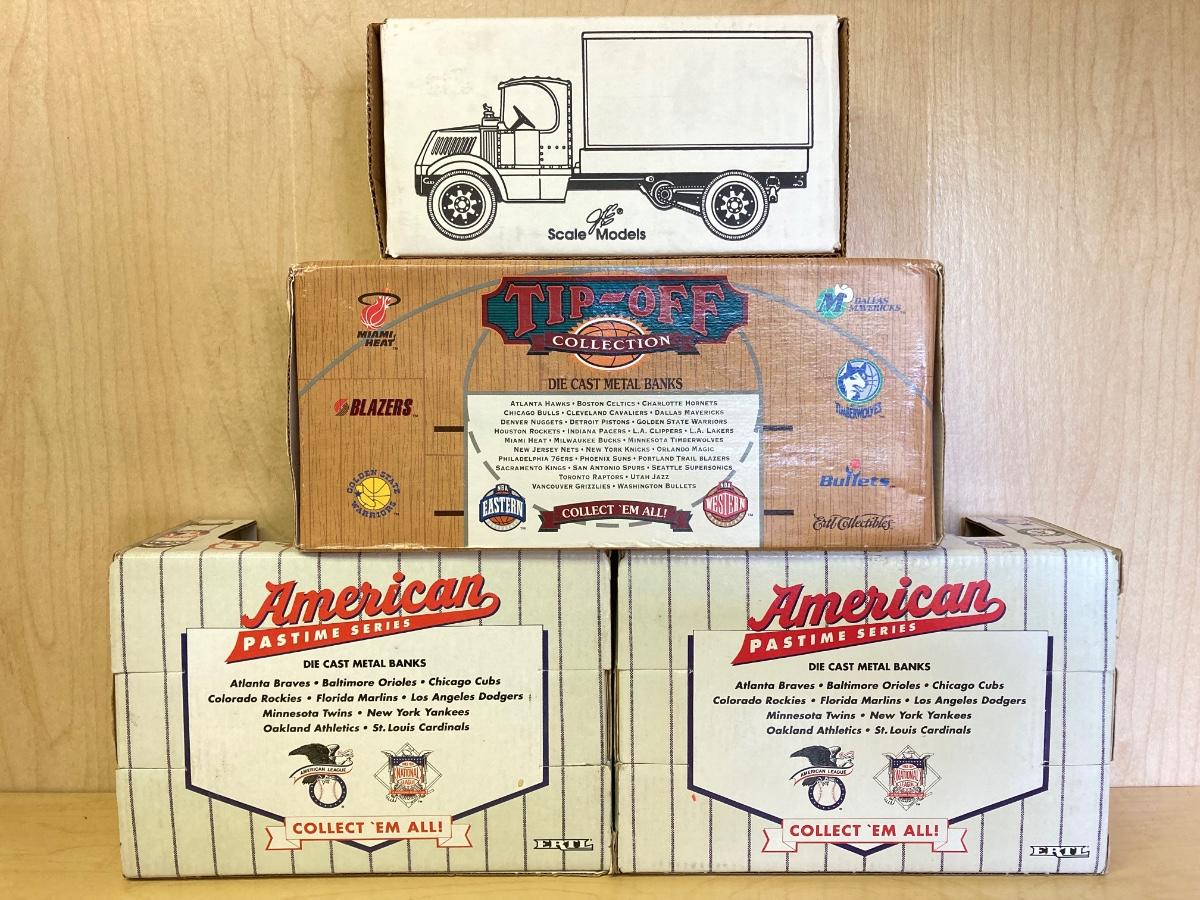 Scale Models
TIP-OFF
COLLECTION
MIAMI
HEAT
DALLAS
MAVERICKS
DIE CAST METAL BANKS
BLAZERS
TIMBERWOLVES
ATLANTA HAWKS • BOSTON CELTICS • CHARLOTTE HORNETS
CHICAGO BULLS • CLEVELAND CAVALIERS • DALLAS MAVERICKS
DENVER NUGGETS • DETROIT PISTONS • GOLDEN STATE WARRIORS
HOUSTON ROCKETS • INDIANA PACERS • L.A. CLIPPERS • L.A. LAKERS
MIAMI HEAT • MILWAUKEE BUCKS • MINNESOTA TIMBERWOLVES
NEW JERSEY NETS • NEW YORK KNICKS • ORLANDO MAGIC
PHILADELPHIA 76ERS • PHOENIX SUNS • PORTLAND TRAIL BLAZERS
SACRAMENTO KINGS • SAN ANTONIO SPURS • SEATTLE SUPERSONICS
TORONTO RAPTORS • UTAH JAZZ
VANCOUVER GRIZZLIES • WASHINGTON BULLETS
GOLDEN STATE
WARRIORS
Bullets
NBA
EASTERN
COLLECT 'EM ALL!
NBA
WESTERN
Ertl Collectibles
American
PASTIME SERIES
DIE CAST METAL BANKS
Atlanta Braves • Baltimore Orioles • Chicago Cubs
Colorado Rockies • Florida Marlins • Los Angeles Dodgers
Minnesota Twins • New York Yankees
Oakland Athletics • St. Louis Cardinals
AMERICAN LEAGUE
NATIONAL
COLLECT 'EM ALL!
ERTL
American
PASTIME SERIES
DIE CAST METAL BANKS
Atlanta Braves • Baltimore Orioles • Chicago Cubs
Colorado Rockies • Florida Marlins • Los Angeles Dodgers
Minnesota Twins • New York Yankees
Oakland Athletics • St. Louis Cardinals
AMERICAN LEAGUE
NATIONAL
COLLECT 'EM ALL!
ERTL